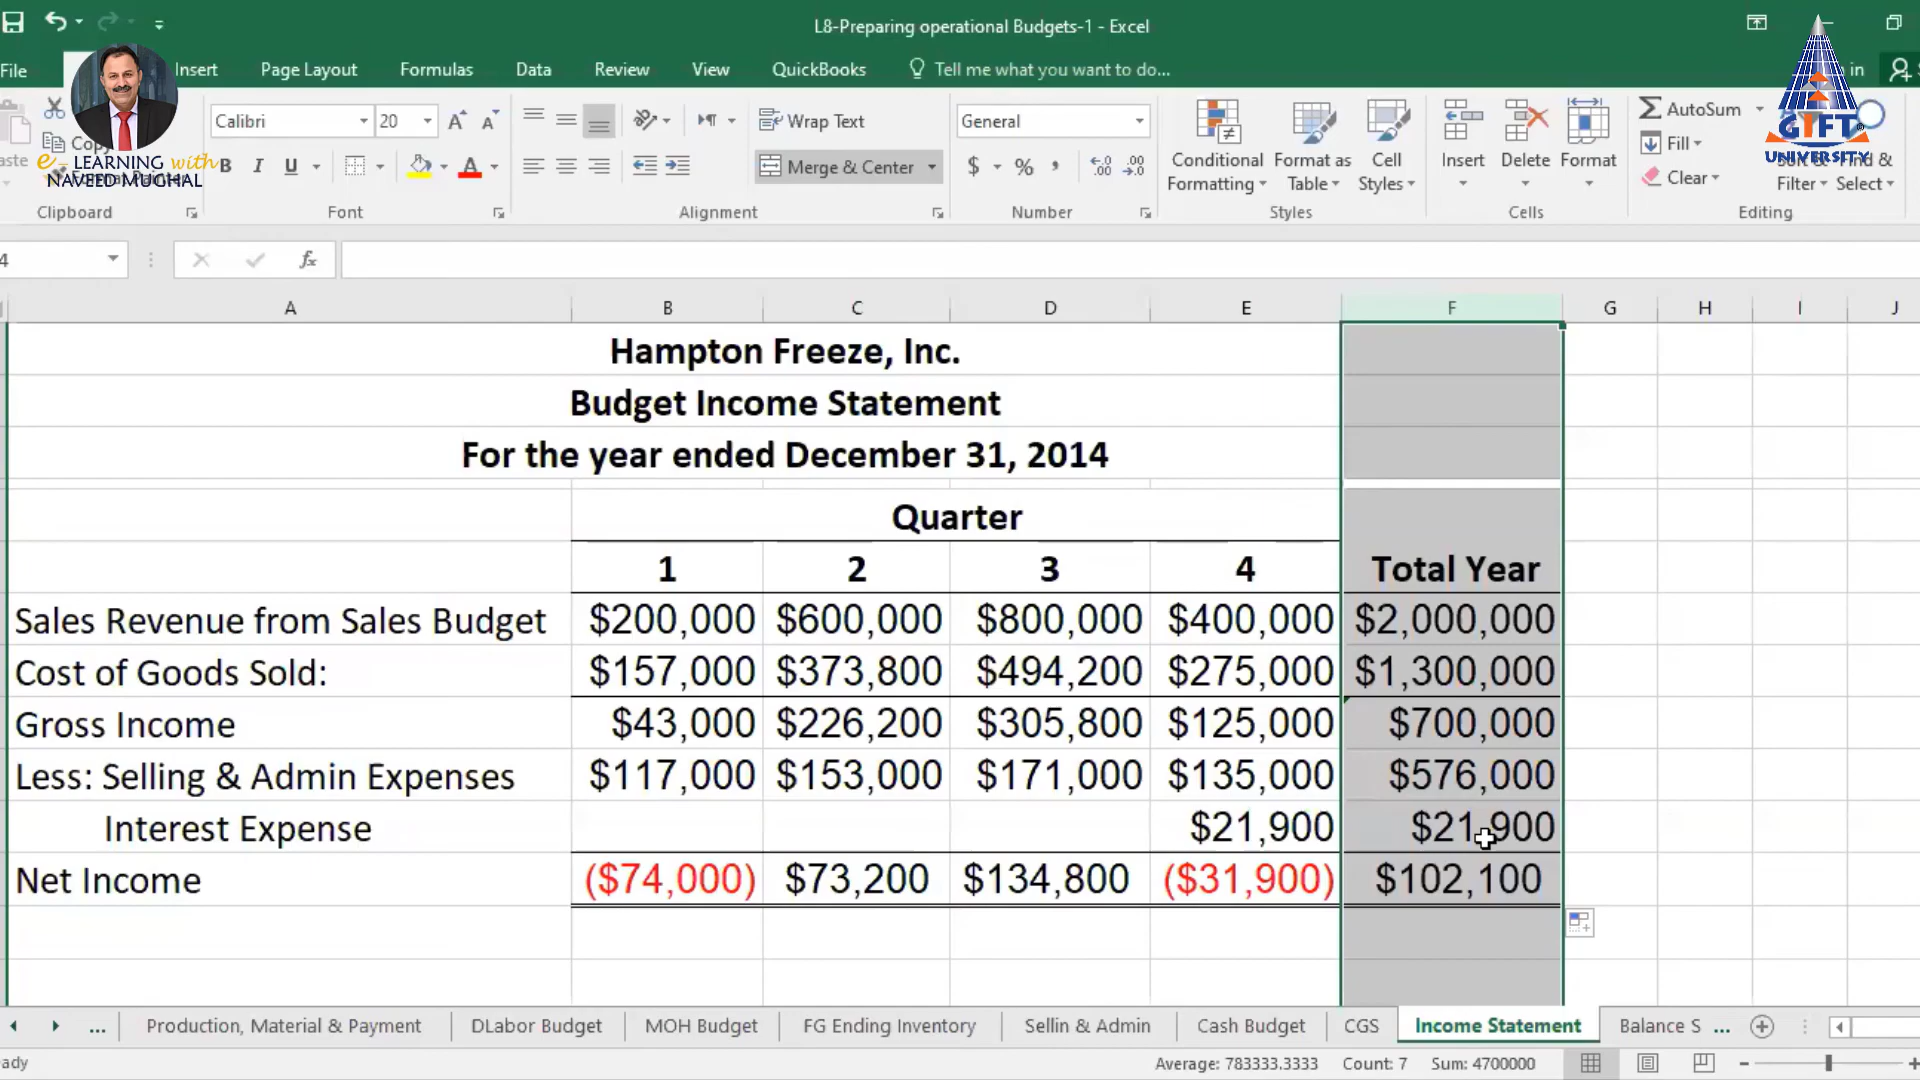 L8-Preparing operational Budgets-1 - Excel
File Insert Page Layout Formulas Data Review View QuickBooks Tell me what you want to do... in
Calibri 20 Wrap Text General AutoSum
Fill
B I U Merge & Center $ % Conditional Formatting Format as Table Cell Styles Insert Delete Format Clear Filter Find & Select
e-LEARNING with
NAVEED MUGHAL
GIFT
UNIVERSITY
Clipboard Font Alignment Number Styles Cells Editing
4 fx
A B C D E F G H I J
Hampton Freeze, Inc.
Budget Income Statement
For the year ended December 31, 2014
Quarter
1 2 3 4 Total Year
Sales Revenue from Sales Budget $200,000 $600,000 $800,000 $400,000 $2,000,000
Cost of Goods Sold: $157,000 $373,800 $494,200 $275,000 $1,300,000
Gross Income $43,000 $226,200 $305,800 $125,000 $700,000
Less: Selling & Admin Expenses $117,000 $153,000 $171,000 $135,000 $576,000
Interest Expense $21,900 $21,900
Net Income ($74,000) $73,200 $134,800 ($31,900) $102,100
... Production, Material & Payment DLabor Budget MOH Budget FG Ending Inventory Sellin & Admin Cash Budget CGS Income Statement Balance S ...
ady Average: 783333.3333 Count: 7 Sum: 4700000